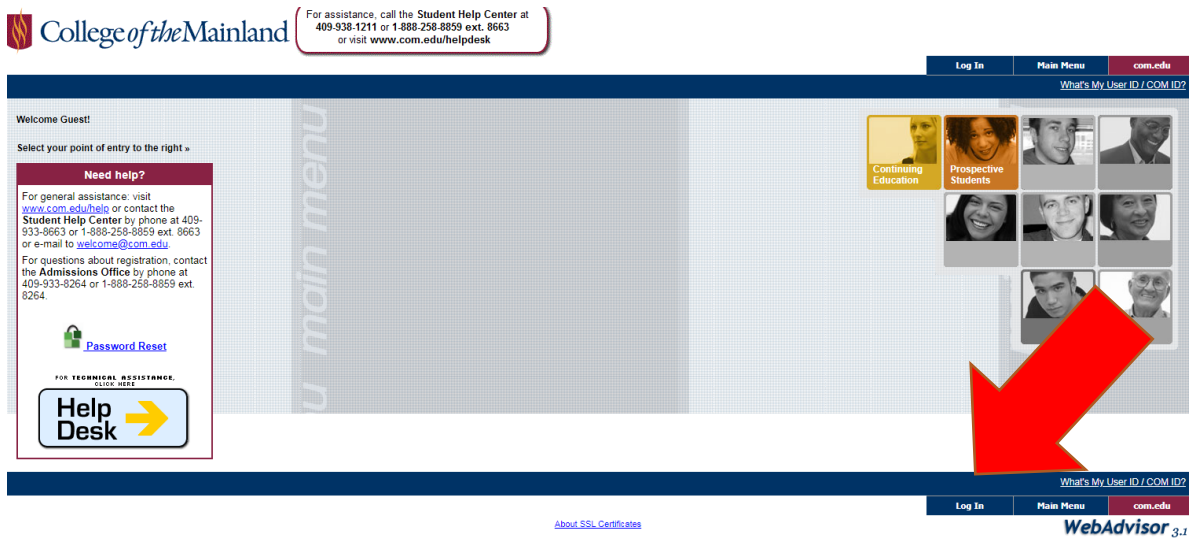 College of the Mainland
For assistance, call the Student Help Center at
409-938-1211 or 1-888-258-8859 ext. 8663
or visit www.com.edu/helpdesk
Log In Main Menu com.edu
What's My User ID / COM ID?
Welcome Guest!
Select your point of entry to the right »
Need help?
For general assistance: visit
www.com.edu/help or contact the
Student Help Center by phone at 409-
933-8663 or 1-888-258-8859 ext. 8663
or e-mail to welcome@com.edu.
For questions about registration, contact
the Admissions Office by phone at
409-933-8264 or 1-888-258-8859 ext.
8264.
Password Reset
FOR TECHNICAL ASSISTANCE,
CLICK HERE
Help
Desk
u main menu
Continuing
Education
Prospective
Students
What's My User ID / COM ID?
Log In Main Menu com.edu
About SSL Certificates
WebAdvisor 3.1